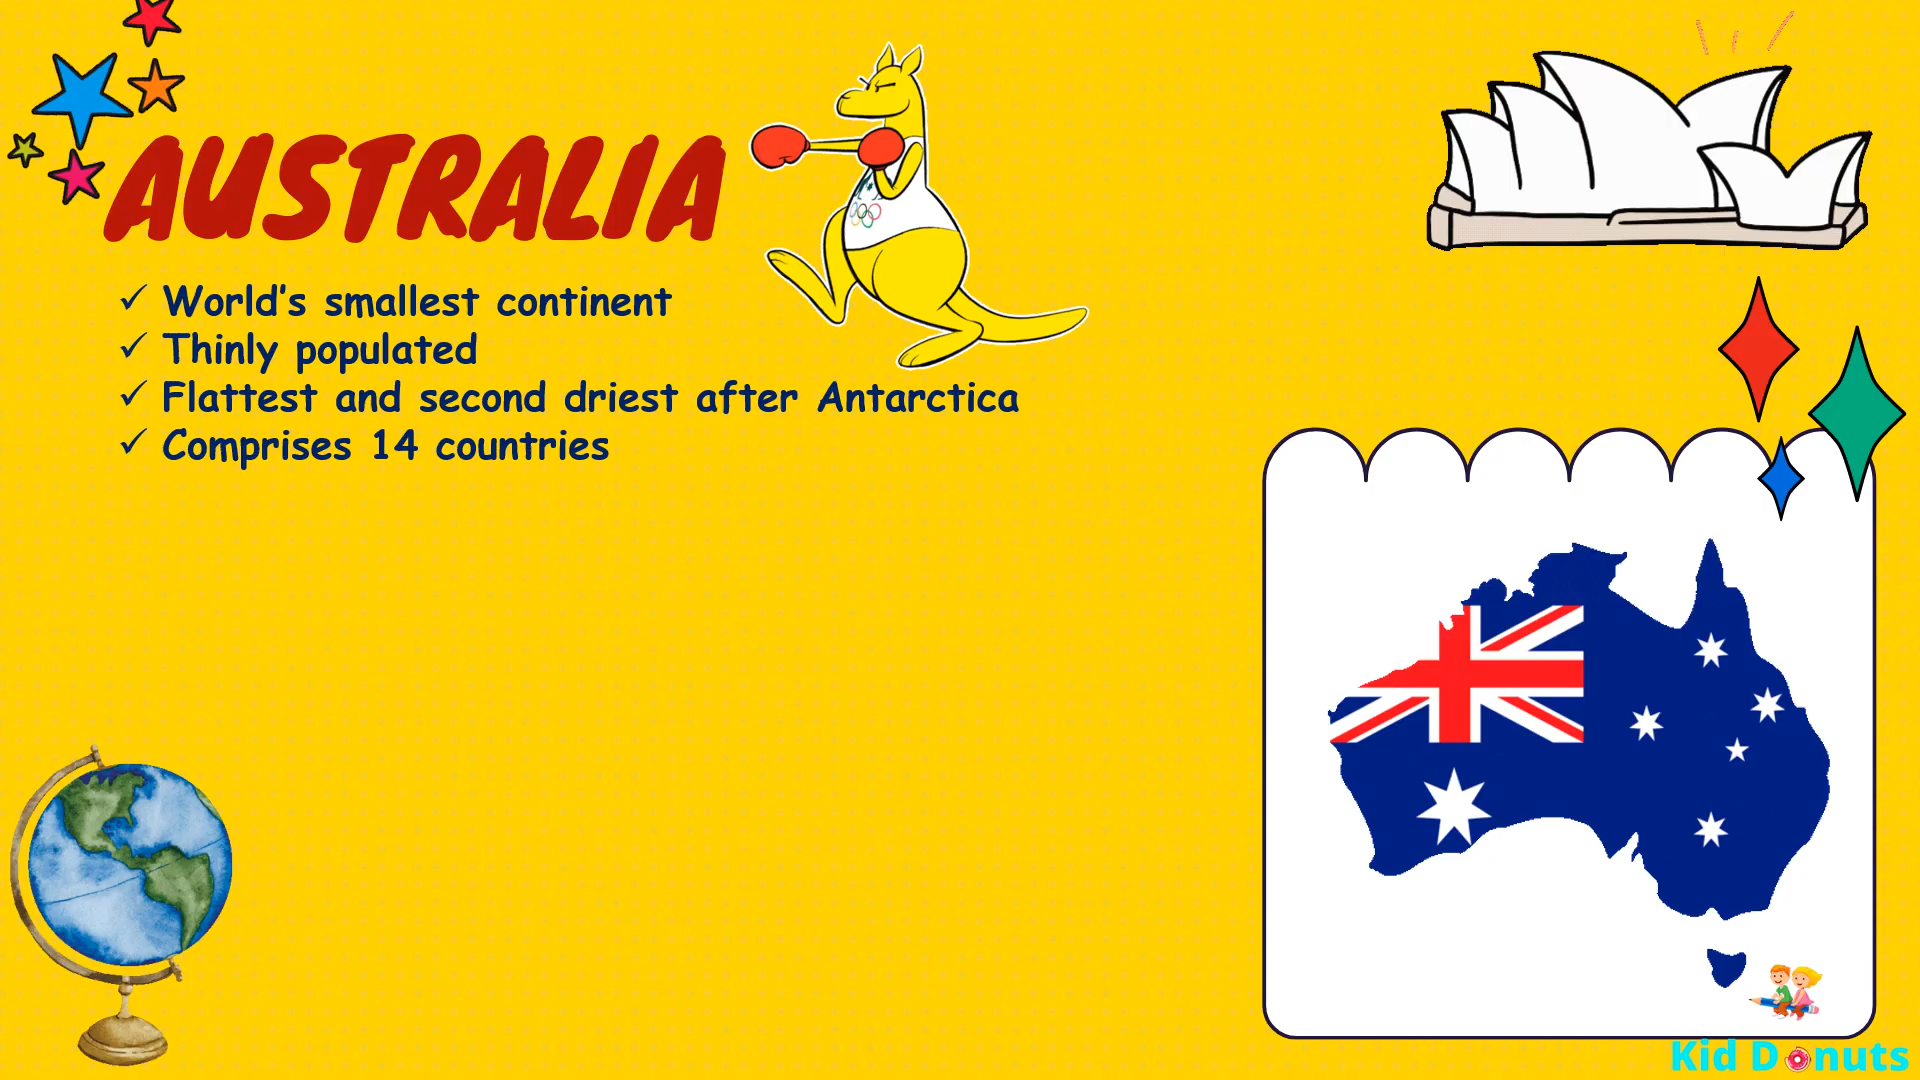 AUSTRALIA
✓ World's smallest continent
✓ Thinly populated
✓ Flattest and second driest after Antarctica
✓ Comprises 14 countries
Kid Donuts